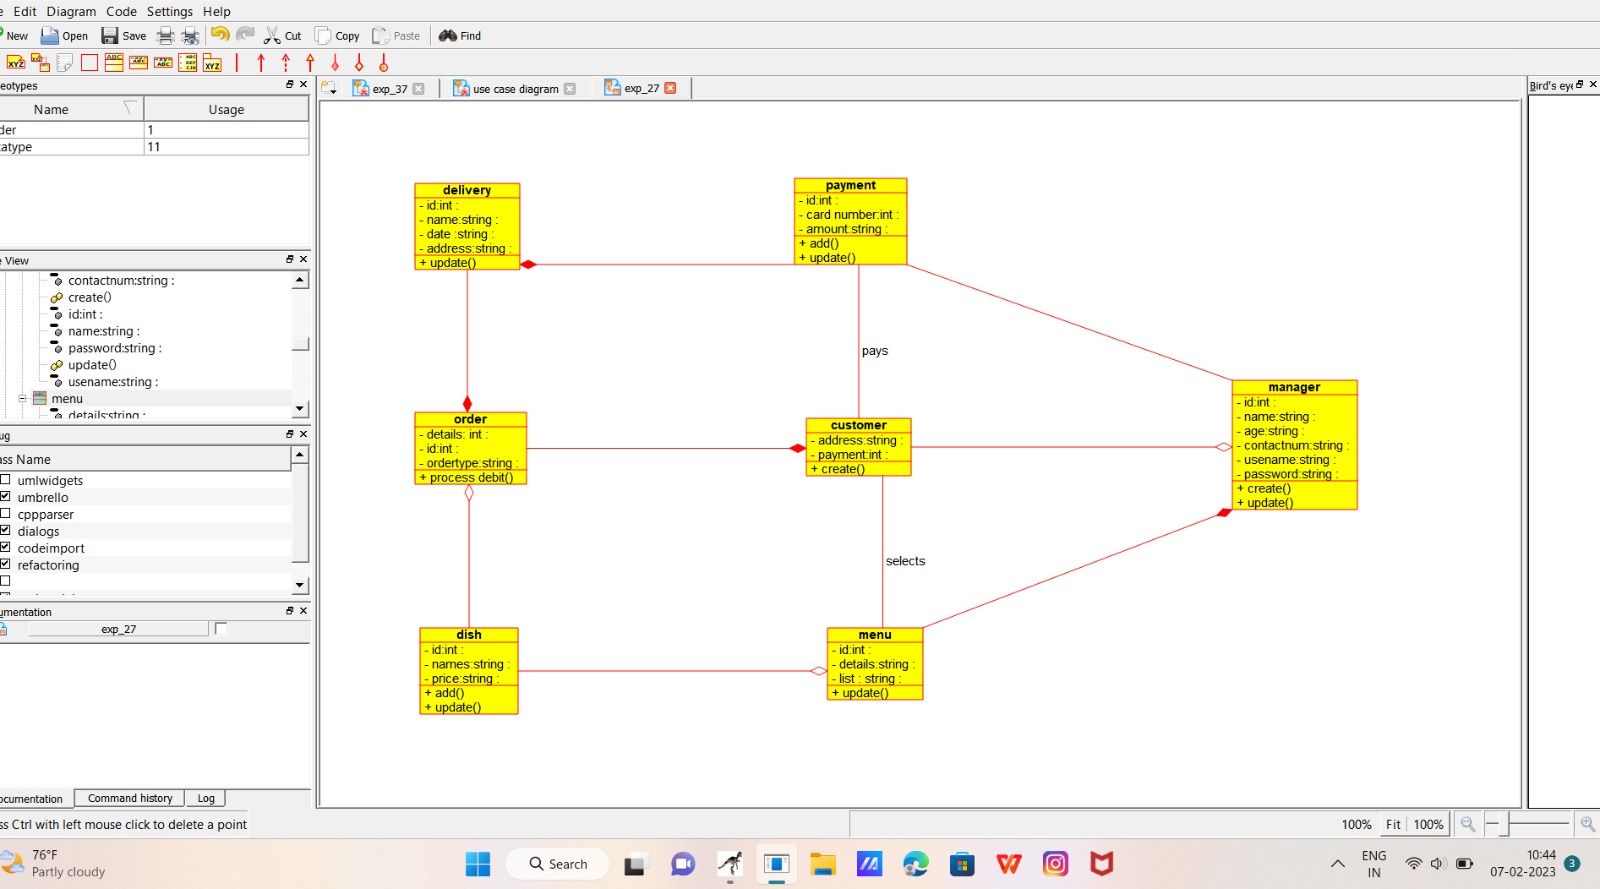 e Edit Diagram Code Settings Help
New Open Save Cut Copy Paste Find
eotypes
Name Usage
der 1
atype 11
e View
contactnum:string :
create()
id:int :
name:string :
password:string :
update()
usename:string :
menu
details:string :
ug
ass Name
umlwidgets
umbrello
cppparser
dialogs
codeimport
refactoring
umentation
exp_27
ocumentation Command history Log
ss Ctrl with left mouse click to delete a point
exp_37 use case diagram exp_27
Bird's eye
delivery
- id:int :
- name:string :
- date :string :
- address:string :
+ update()
payment
- id:int :
- card number:int :
- amount:string :
+ add()
+ update()
pays
manager
- id:int :
- name:string :
- age:string :
- contactnum:string :
- usename:string :
- password:string :
+ create()
+ update()
order
- details: int :
- id:int :
- ordertype:string :
+ process debit()
customer
- address:string :
- payment:int :
+ create()
selects
dish
- id:int :
- names:string :
- price:string :
+ add()
+ update()
menu
- id:int :
- details:string :
- list : string :
+ update()
100% Fit 100%
76°F
Partly cloudy
Search
ENG
IN
10:44
07-02-2023
3